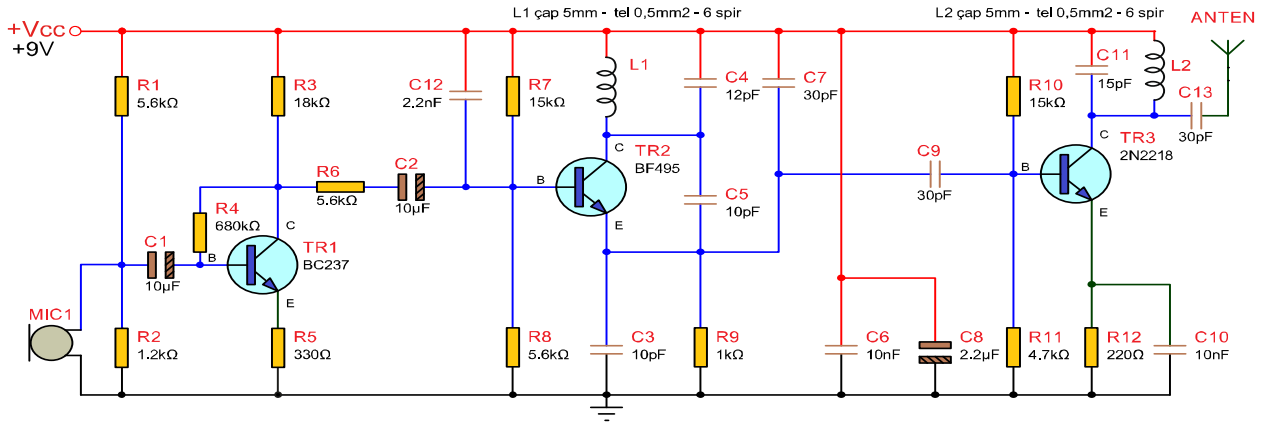 L1 çap 5mm - tel 0,5mm2 - 6 spir
L2 çap 5mm - tel 0,5mm2 - 6 spir
ANTEN
+Vcc
+9V
R1
5.6kΩ
R3
18kΩ
C12
2.2nF
R7
15kΩ
L1
C4
12pF
C7
30pF
R10
15kΩ
C11
15pF
L2
C13
30pF
R6
5.6kΩ
C2
10µF
B
C
TR2
BF495
E
C5
10pF
C9
30pF
B
C
TR3
2N2218
E
R4
680kΩ
C1
10µF
B
C
TR1
BC237
E
MIC1
R2
1.2kΩ
R5
330Ω
R8
5.6kΩ
C3
10pF
R9
1kΩ
C6
10nF
C8
2.2µF
R11
4.7kΩ
R12
220Ω
C10
10nF